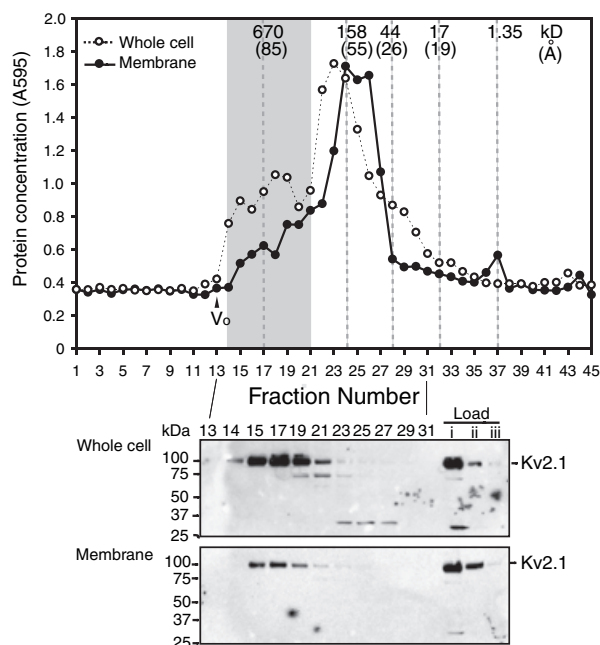 670 158 44 17 1.35 kD
(85) (55) (26) (19) (Å)
Whole cell
Membrane
Protein concentration (A595)
2.0
1.8
1.6
1.4
1.2
1.0
0.8
0.6
0.4
0.2
0
Vo
1 3 5 7 9 11 13 15 17 19 21 23 25 27 29 31 33 35 37 39 41 43 45
Fraction Number
Load
kDa 13 14 15 17 19 21 23 25 27 29 31 i ii iii
Whole cell
100
75
50
37
25
Kv2.1
Membrane
100
75
50
37
25
Kv2.1